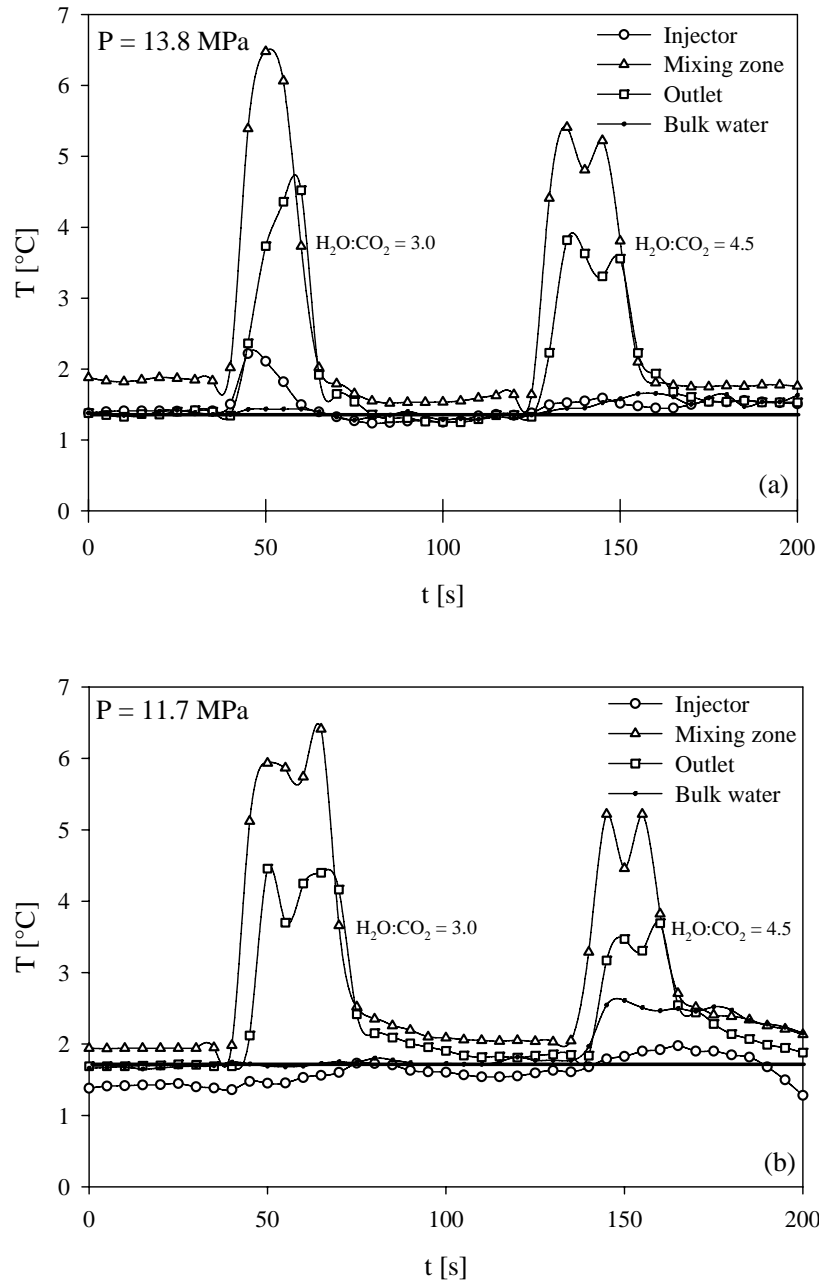 7
P = 13.8 MPa
Injector
Mixing zone
Outlet
Bulk water
6
5
4
H2O:CO2 = 3.0
H2O:CO2 = 4.5
T [°C]
3
2
1
(a)
0
0 50 100 150 200
t [s]
7
P = 11.7 MPa
Injector
Mixing zone
Outlet
Bulk water
6
5
4
H2O:CO2 = 3.0
H2O:CO2 = 4.5
T [°C]
3
2
1
(b)
0
0 50 100 150 200
t [s]